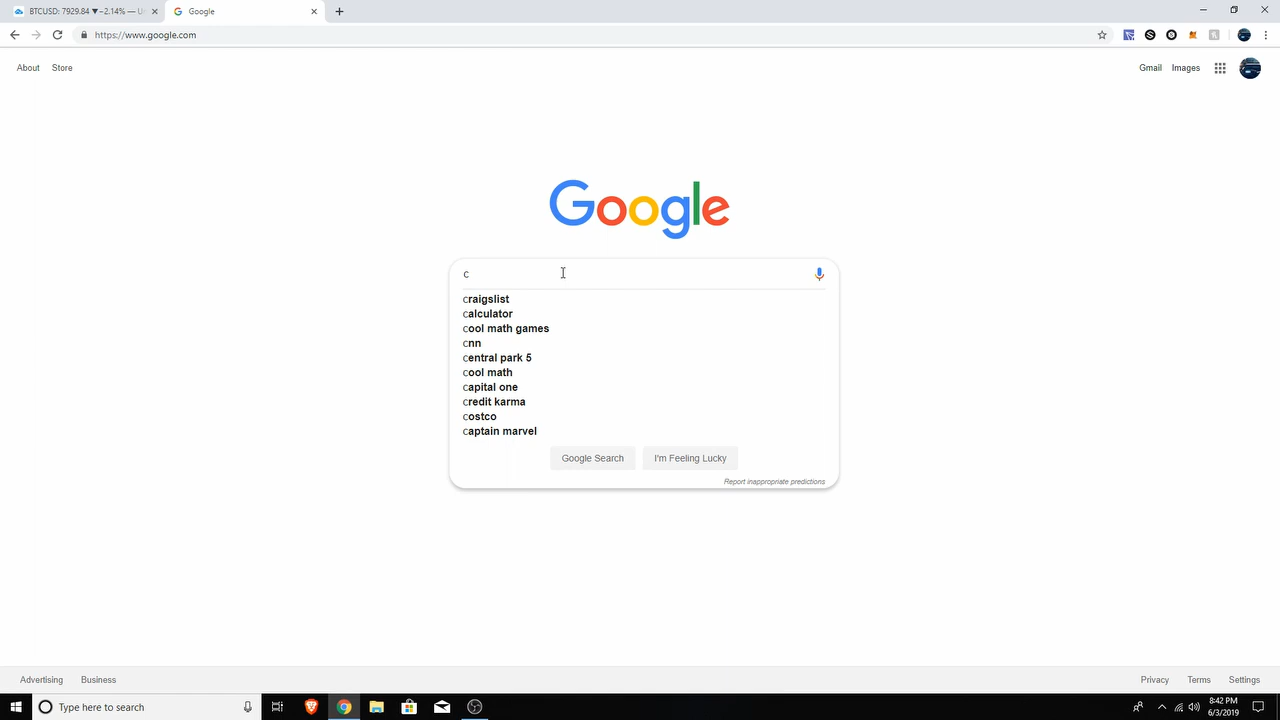 BTCUSD: 7929.84 ▼−2.14% — U
Google
https://www.google.com
About Store
Gmail Images
Google
c
craigslist
calculator
cool math games
cnn
central park 5
cool math
capital one
credit karma
costco
captain marvel
Google Search I'm Feeling Lucky
Report inappropriate predictions
Advertising Business
Privacy Terms Settings
Type here to search
8:42 PM
6/3/2019